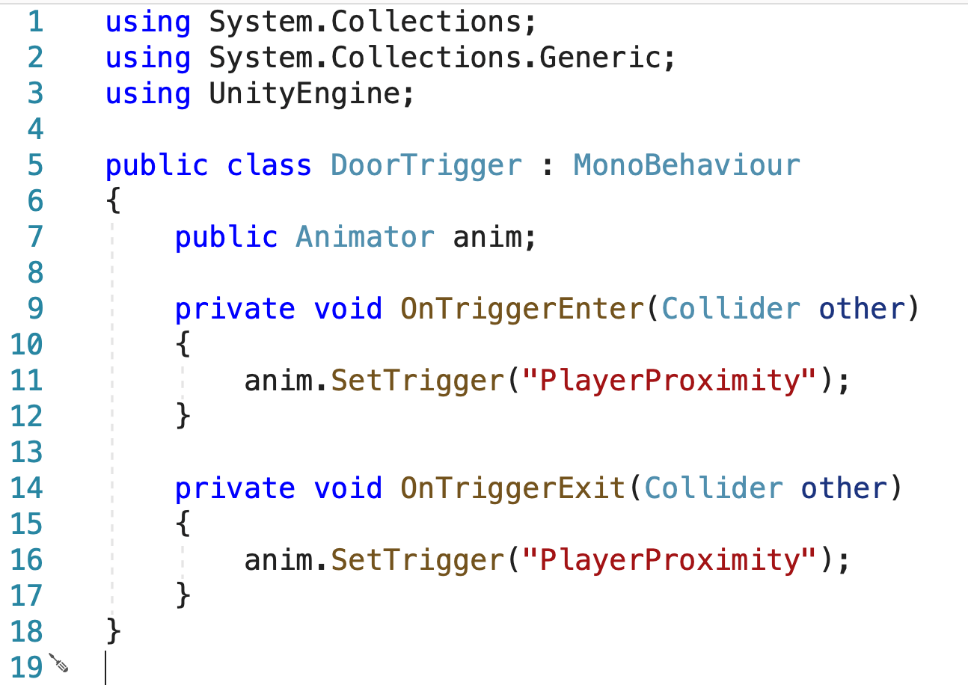 1 using System.Collections;
2 using System.Collections.Generic;
3 using UnityEngine;
4
5 public class DoorTrigger : MonoBehaviour
6 {
7     public Animator anim;
8
9     private void OnTriggerEnter(Collider other)
10     {
11         anim.SetTrigger("PlayerProximity");
12     }
13
14     private void OnTriggerExit(Collider other)
15     {
16         anim.SetTrigger("PlayerProximity");
17     }
18 }
19